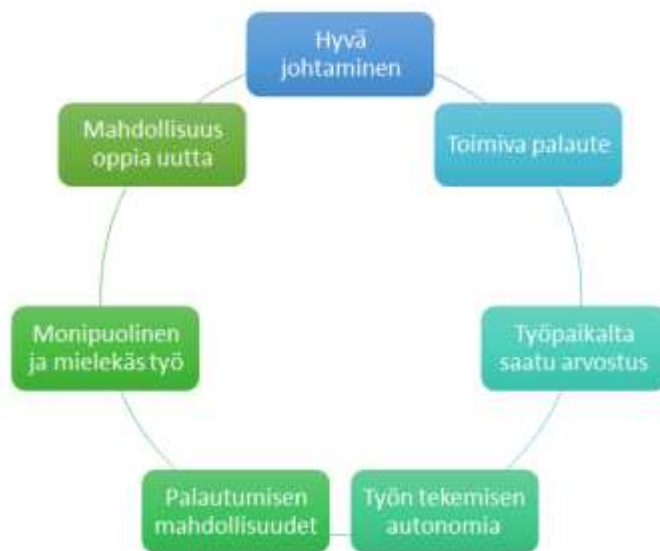 Hyvä
johtaminen
Toimiva palaute
Työpaikalta
saatu arvostus
Työn tekemisen
autonomia
Palautumisen
mahdollisuudet
Monipuolinen
ja mielekäs työ
Mahdollisuus
oppia uutta